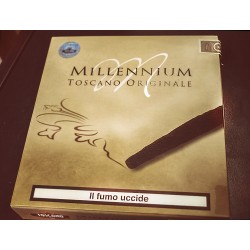 MILLENNIUM
TOSCANO ORIGINALE
Il fumo uccide